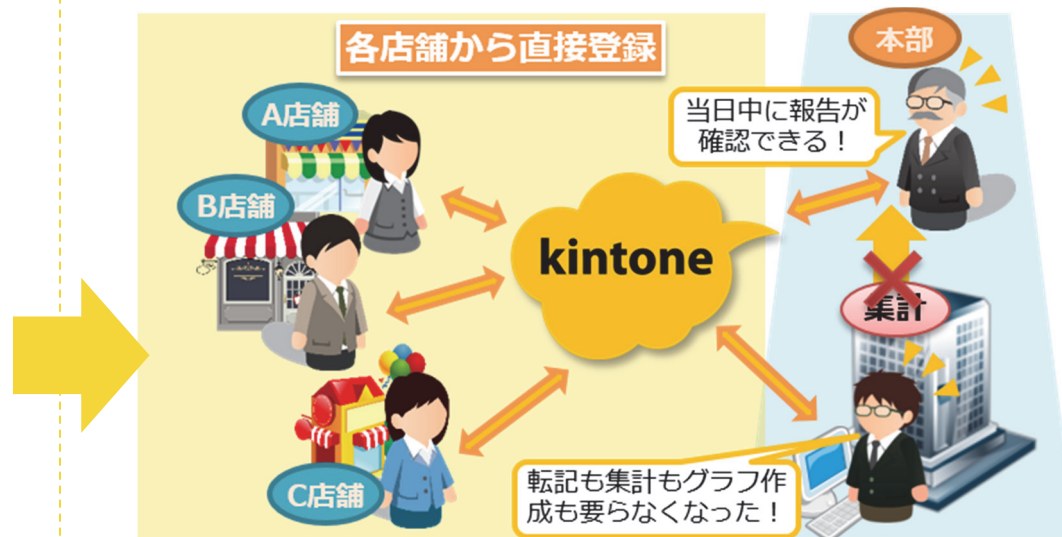 各店舗から直接登録
本部
当日中に報告が
確認できる！
A店舗
B店舗
kintone
集計
C店舗
転記も集計もグラフ作
成も要らなくなった！